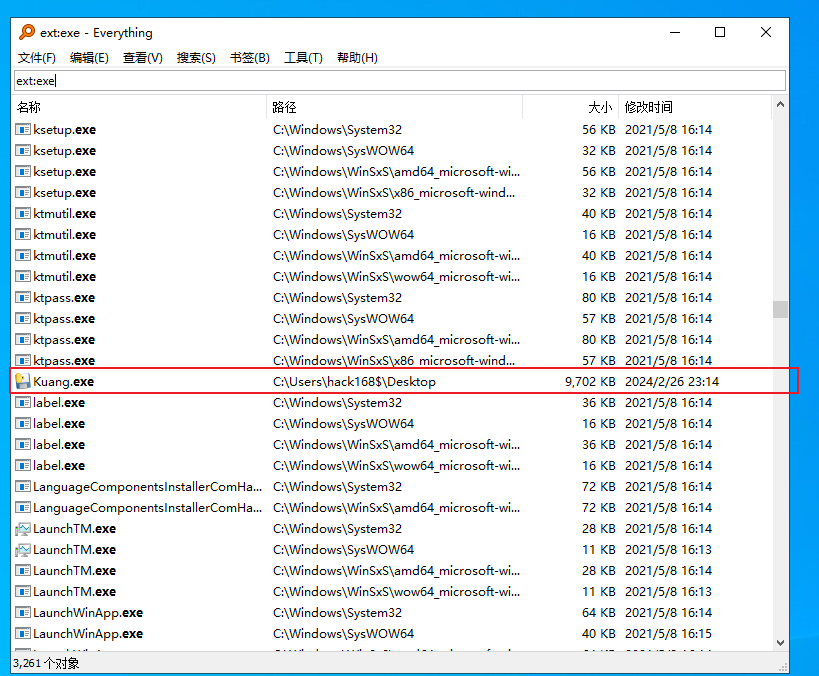 ext:exe - Everything
文件(F) 编辑(E) 查看(V) 搜索(S) 书签(B) 工具(T) 帮助(H)
ext:exe
名称 路径 大小 修改时间
ksetup.exe C:\Windows\System32 56 KB 2021/5/8 16:14
ksetup.exe C:\Windows\SysWOW64 32 KB 2021/5/8 16:14
ksetup.exe C:\Windows\WinSxS\amd64_microsoft-wi... 56 KB 2021/5/8 16:14
ksetup.exe C:\Windows\WinSxS\x86_microsoft-wind... 32 KB 2021/5/8 16:14
ktmutil.exe C:\Windows\System32 40 KB 2021/5/8 16:14
ktmutil.exe C:\Windows\SysWOW64 16 KB 2021/5/8 16:14
ktmutil.exe C:\Windows\WinSxS\amd64_microsoft-wi... 40 KB 2021/5/8 16:14
ktmutil.exe C:\Windows\WinSxS\wow64_microsoft-wi... 16 KB 2021/5/8 16:14
ktpass.exe C:\Windows\System32 80 KB 2021/5/8 16:14
ktpass.exe C:\Windows\SysWOW64 57 KB 2021/5/8 16:14
ktpass.exe C:\Windows\WinSxS\amd64_microsoft-wi... 80 KB 2021/5/8 16:14
ktpass.exe C:\Windows\WinSxS\x86_microsoft-wind... 57 KB 2021/5/8 16:14
Kuang.exe C:\Users\hack168$\Desktop 9,702 KB 2024/2/26 23:14
label.exe C:\Windows\System32 36 KB 2021/5/8 16:14
label.exe C:\Windows\SysWOW64 16 KB 2021/5/8 16:14
label.exe C:\Windows\WinSxS\amd64_microsoft-wi... 36 KB 2021/5/8 16:14
label.exe C:\Windows\WinSxS\wow64_microsoft-wi... 16 KB 2021/5/8 16:14
LanguageComponentsInstallerComHa... C:\Windows\System32 72 KB 2021/5/8 16:14
LanguageComponentsInstallerComHa... C:\Windows\WinSxS\amd64_microsoft-wi... 72 KB 2021/5/8 16:14
LaunchTM.exe C:\Windows\System32 28 KB 2021/5/8 16:14
LaunchTM.exe C:\Windows\SysWOW64 11 KB 2021/5/8 16:13
LaunchTM.exe C:\Windows\WinSxS\amd64_microsoft-wi... 28 KB 2021/5/8 16:14
LaunchTM.exe C:\Windows\WinSxS\wow64_microsoft-wi... 11 KB 2021/5/8 16:13
LaunchWinApp.exe C:\Windows\System32 64 KB 2021/5/8 16:14
LaunchWinApp.exe C:\Windows\SysWOW64 40 KB 2021/5/8 16:15
3,261 个对象